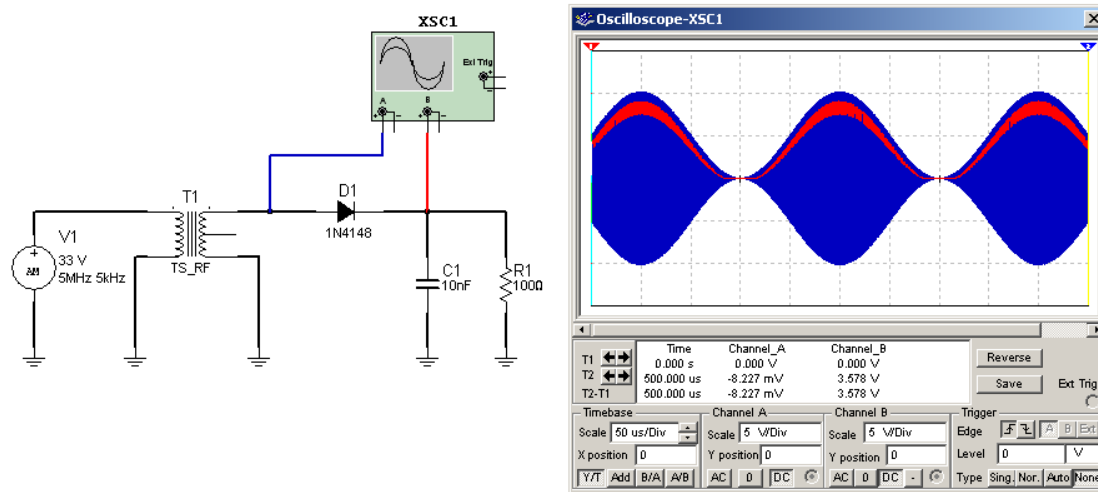 XSC1
Ext Trig
+
-
A
B
+ - + -
T1
TS_RF
V1
AM
33 V
5MHz 5kHz
D1
1N4148
C1
10nF
R1
100Ω
Oscilloscope-XSC1
1
2
Time Channel_A Channel_B
T1 0.000 s 0.000 V 0.000 V
T2 500.000 us -8.227 mV 3.578 V
T2-T1 500.000 us -8.227 mV 3.578 V
Reverse
Save
Ext Trig
Timebase
Scale 50 us/Div
X position 0
Y/T Add B/A A/B
Channel A
Scale 5 V/Div
Y position 0
AC 0 DC
Channel B
Scale 5 V/Div
Y position 0
AC 0 DC -
Trigger
Edge A B Ext
Level 0 V
Type Sing. Nor. Auto None